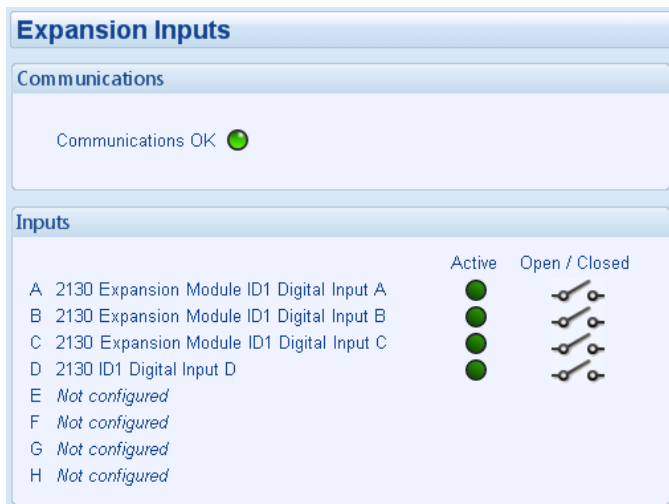 Expansion Inputs
Communications
Communications OK
Inputs
Active Open / Closed
A 2130 Expansion Module ID1 Digital Input A
B 2130 Expansion Module ID1 Digital Input B
C 2130 Expansion Module ID1 Digital Input C
D 2130 ID1 Digital Input D
E Not configured
F Not configured
G Not configured
H Not configured